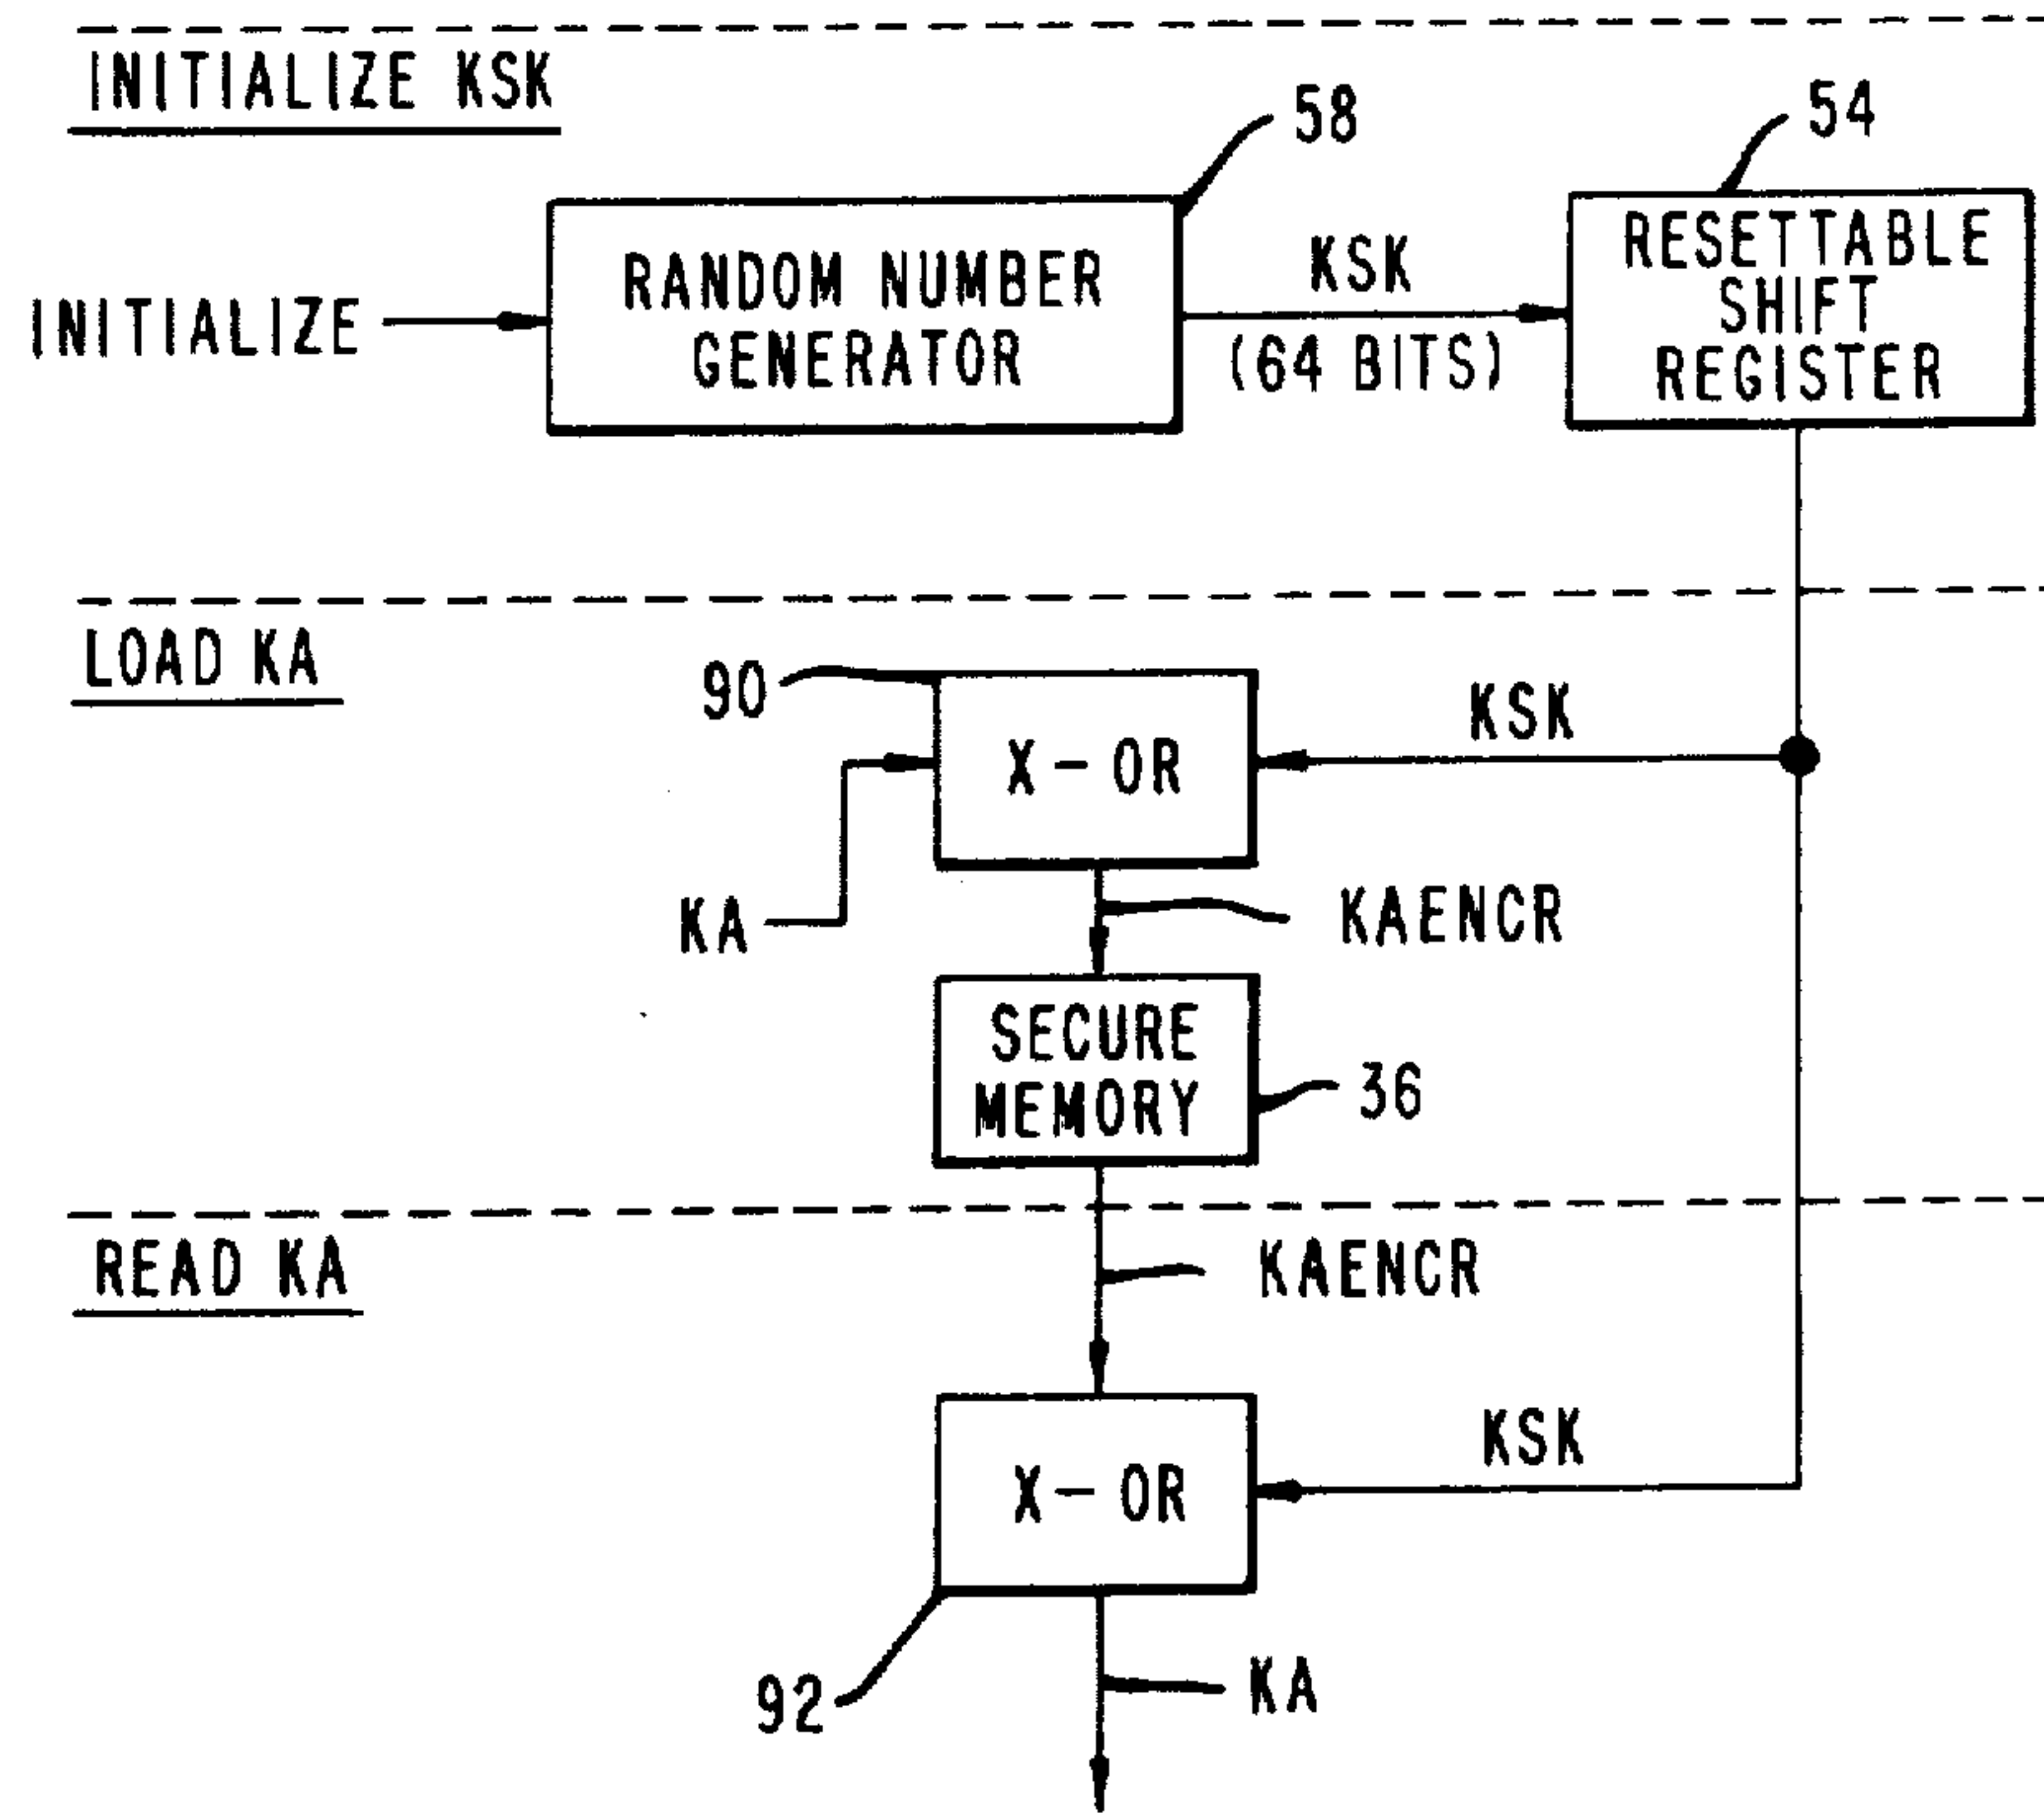 INITIALIZE KSK
58
54
INITIALIZE
RANDOM NUMBER
GENERATOR
KSK
(64 BITS)
RESETTABLE
SHIFT
REGISTER
LOAD KA
90
X-OR
KSK
KA
KAENCR
SECURE
MEMORY
36
READ KA
KAENCR
X-OR
KSK
92
KA